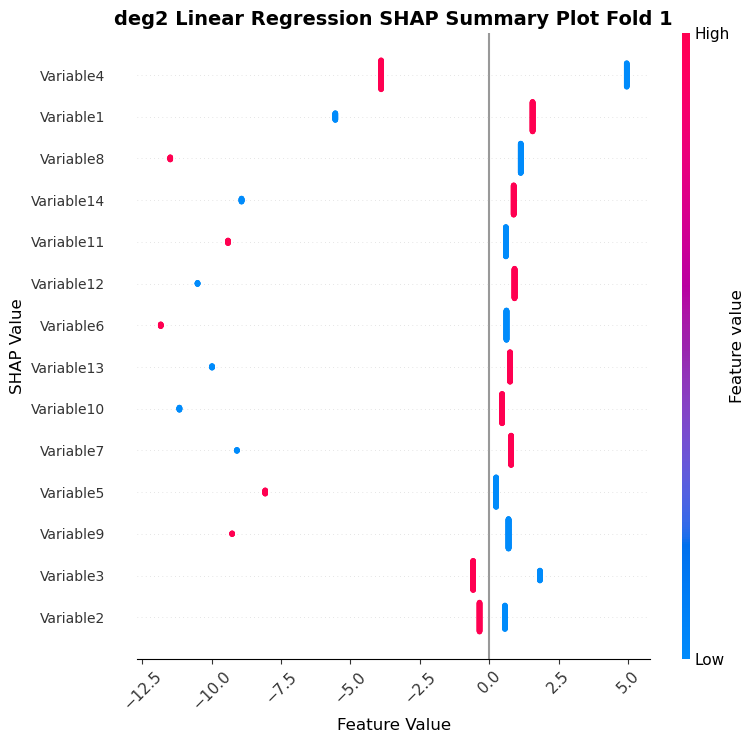 deg2 Linear Regression SHAP Summary Plot Fold 1
High
Variable4
Variable1
Variable8
Variable14
Variable11
Variable12
Variable6
Variable13
Variable10
Variable7
Variable5
Variable9
Variable3
Variable2
SHAP Value
Feature value
Low
−12.5
−10.0
−7.5
−5.0
−2.5
0.0
2.5
5.0
Feature Value